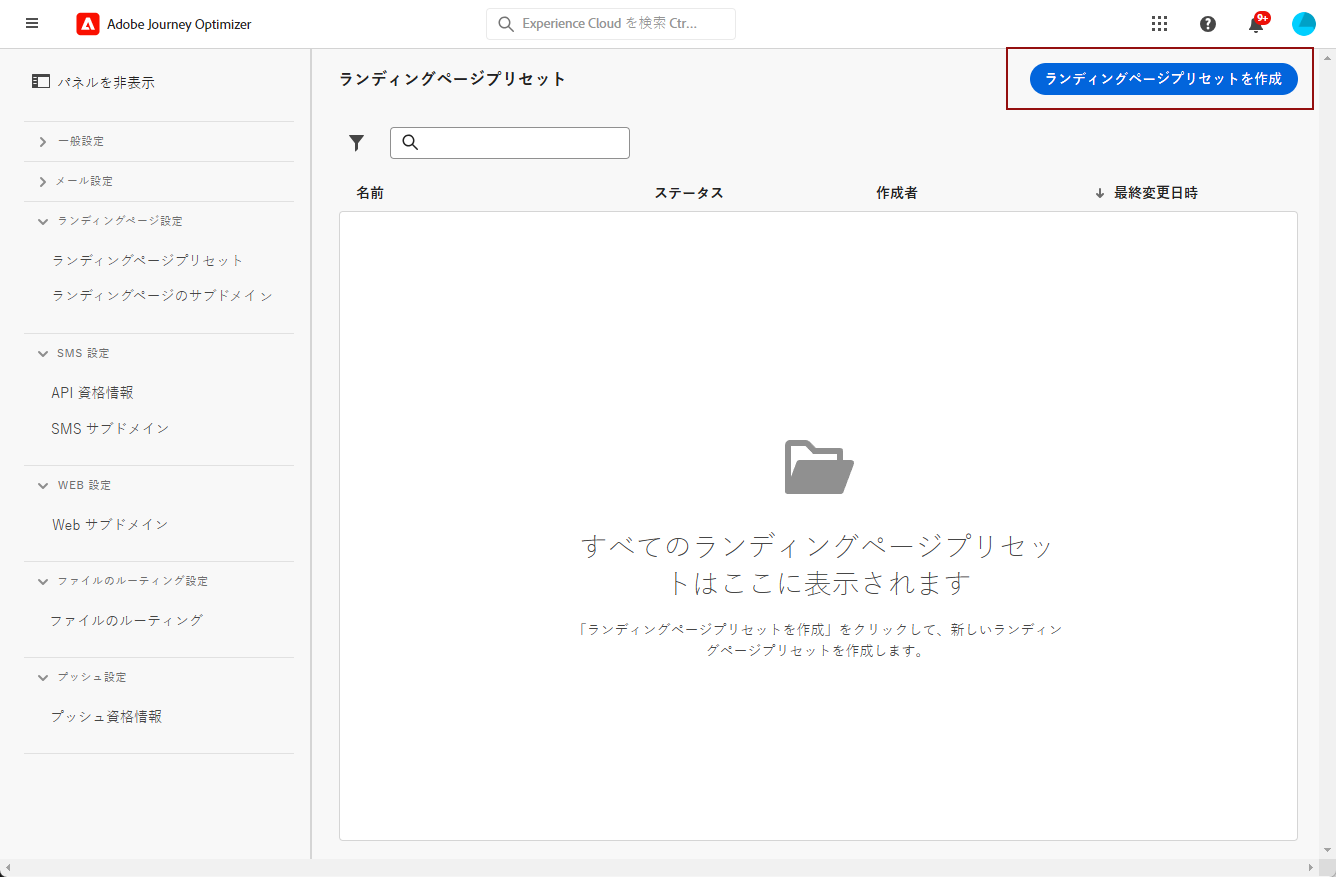 Adobe Journey Optimizer
Experience Cloud を検索 Ctr...
9+
パネルを非表示
一般設定
メール設定
ランディングページ設定
ランディングページプリセット
ランディングページのサブドメイン
SMS 設定
API 資格情報
SMS サブドメイン
WEB 設定
Web サブドメイン
ファイルのルーティング設定
ファイルのルーティング
プッシュ設定
プッシュ資格情報
ランディングページプリセット
ランディングページプリセットを作成
名前
ステータス
作成者
最終変更日時
すべてのランディングページプリセッ
トはここに表示されます
「ランディングページプリセットを作成」をクリックして、新しいランディン
グページプリセットを作成します。